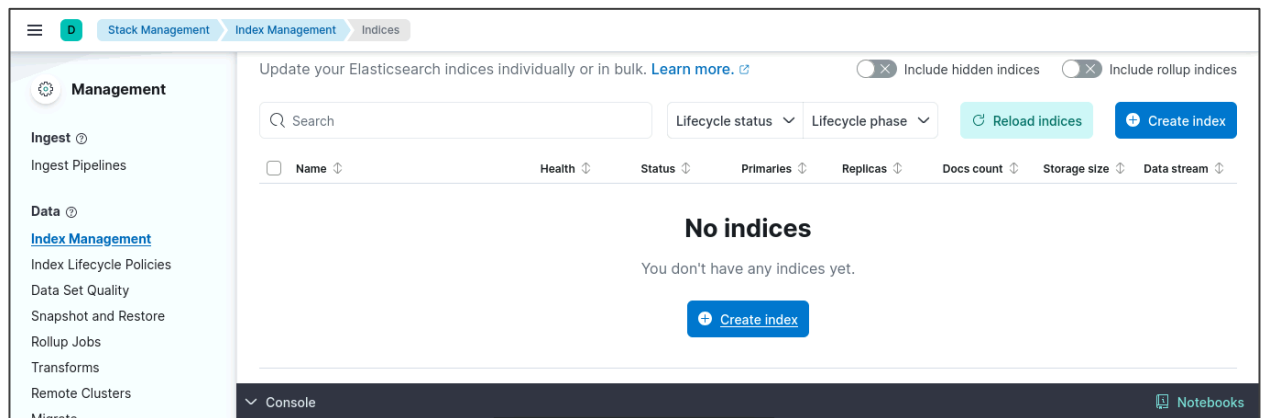 D Stack Management Index Management Indices
Management
Ingest
Ingest Pipelines
Data
Index Management
Index Lifecycle Policies
Data Set Quality
Snapshot and Restore
Rollup Jobs
Transforms
Remote Clusters
Migrate
Update your Elasticsearch indices individually or in bulk. Learn more. Include hidden indices Include rollup indices
Search Lifecycle status Lifecycle phase Reload indices Create index
Name Health Status Primaries Replicas Docs count Storage size Data stream
No indices
You don't have any indices yet.
Create index
Console Notebooks